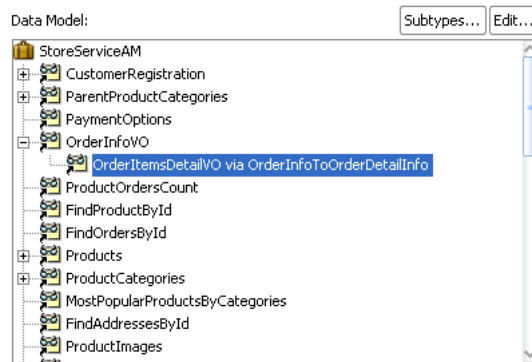 Data Model:
Subtypes... Edit...
StoreServiceAM
CustomerRegistration
ParentProductCategories
PaymentOptions
OrderInfoVO
OrderItemsDetailVO via OrderInfoToOrderDetailInfo
ProductOrdersCount
FindProductById
FindOrdersById
Products
ProductCategories
MostPopularProductsByCategories
FindAddressesById
ProductImages